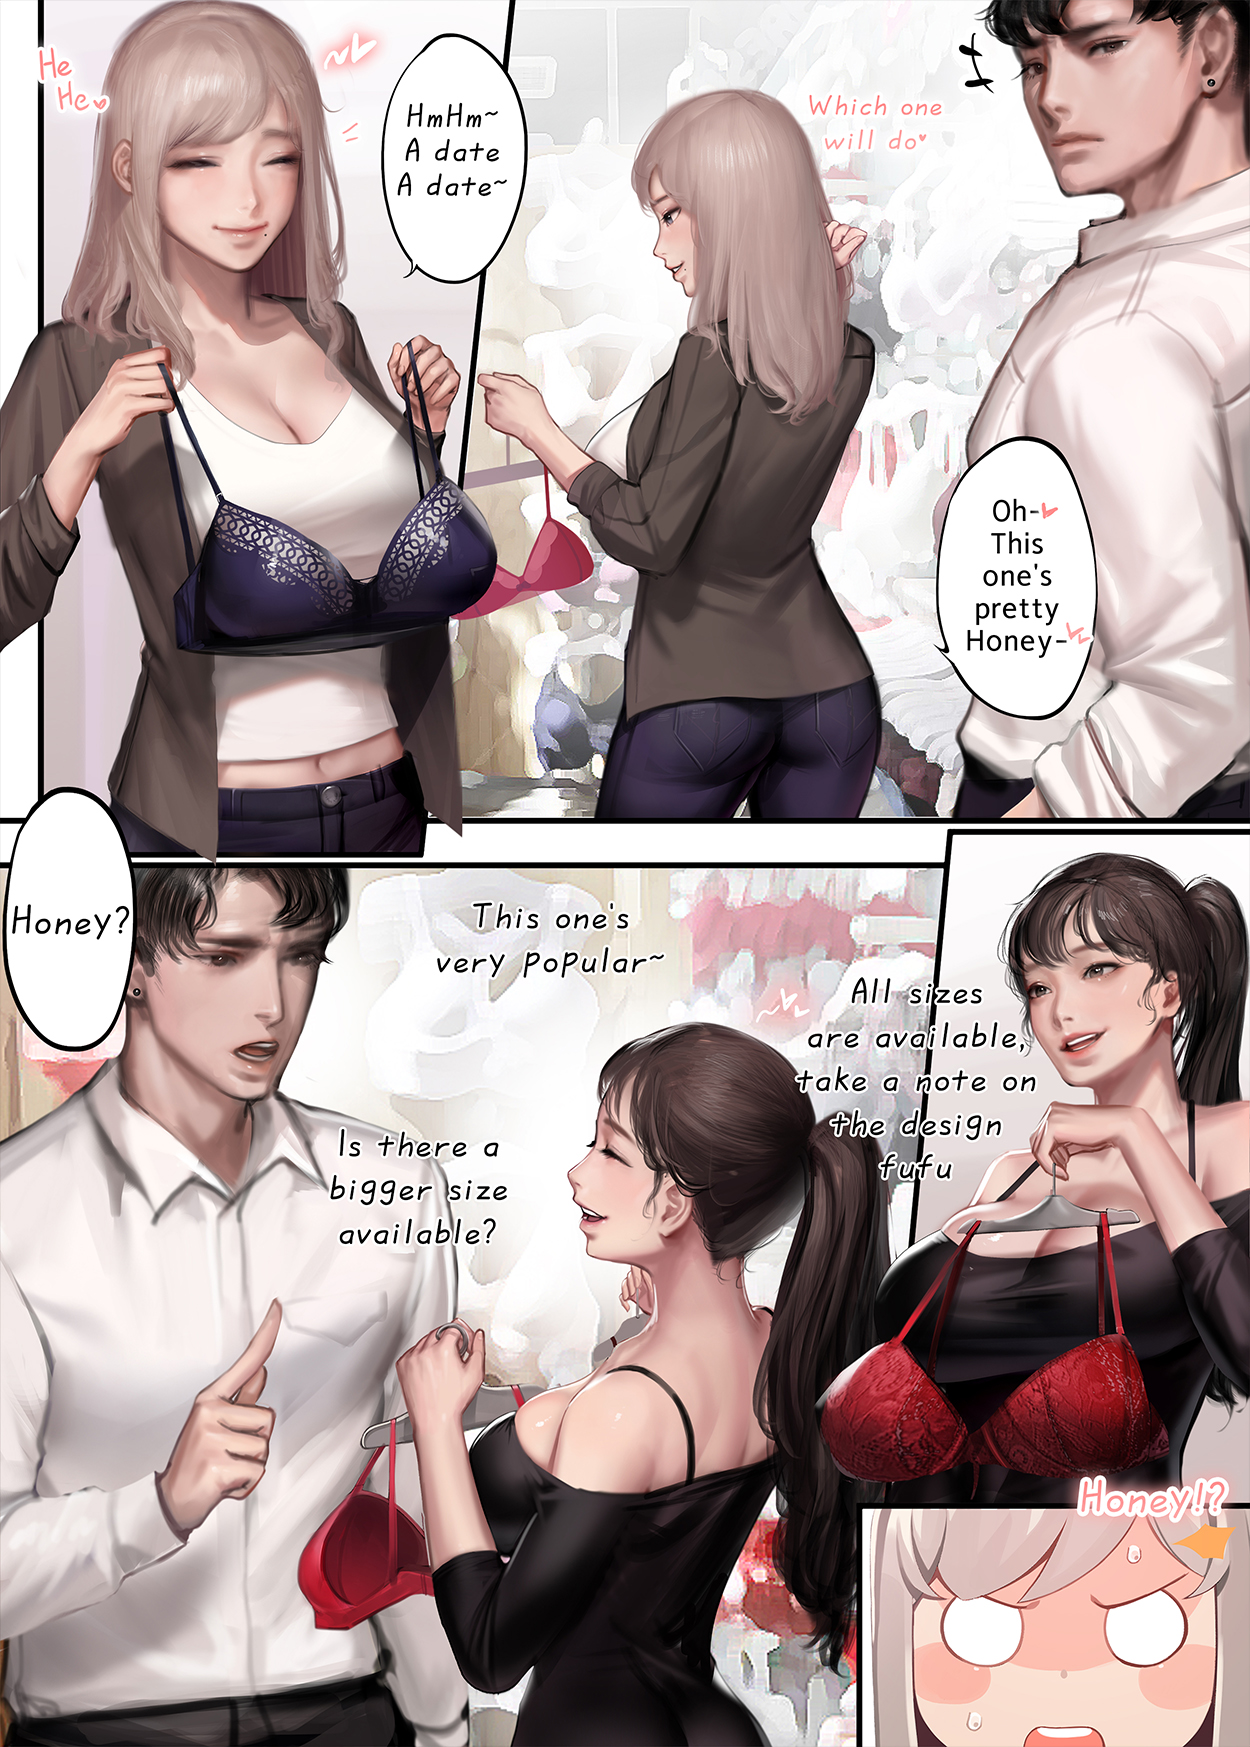 He
He
HmHm~
A date
A date~
Which one
will do
Oh-
This
one's
pretty
Honey-
Honey?
This one's
very popular~
Is there a
bigger size
available?
All sizes
are available,
take a note on
the design
fufu
Honey!?